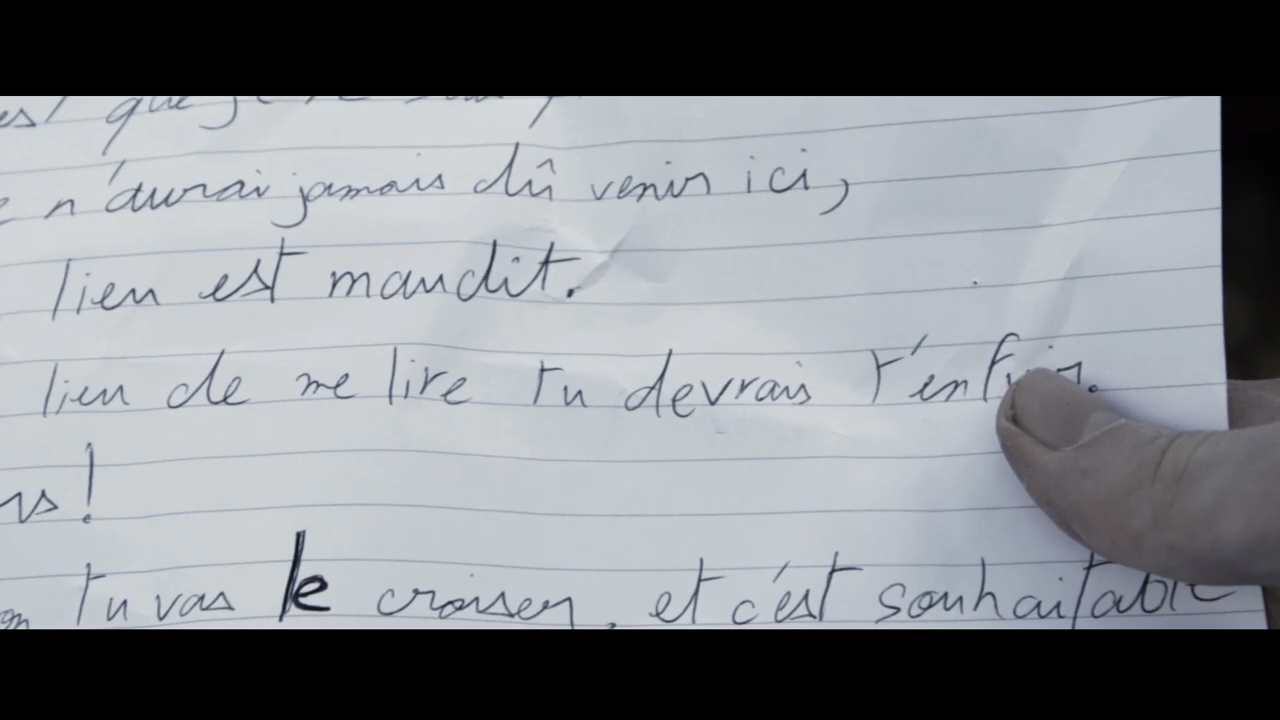 que
n'aurai jamais dû venir ici,
lieu est maudit.
lieu de me lire tu devrais t'enfuir.
!
tu vas le croiser, et c'est souhaitable